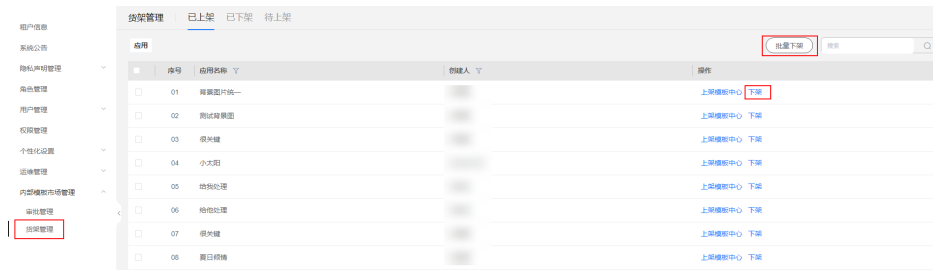 租户信息
系统公告
隐私声明管理
角色管理
用户管理
权限管理
个性化设置
运维管理
内部模板市场管理
审批管理
货架管理
货架管理 已上架 已下架 待上架
应用 批量下架 搜索
序号 应用名称 创建人 操作
01 背景图片统一 上架模板中心 下架
02 测试背景图 上架模板中心 下架
03 很关键 上架模板中心 下架
04 小太阳 上架模板中心 下架
05 给我处理 上架模板中心 下架
06 给他处理 上架模板中心 下架
07 很关键 上架模板中心 下架
08 夏日倾情 上架模板中心 下架